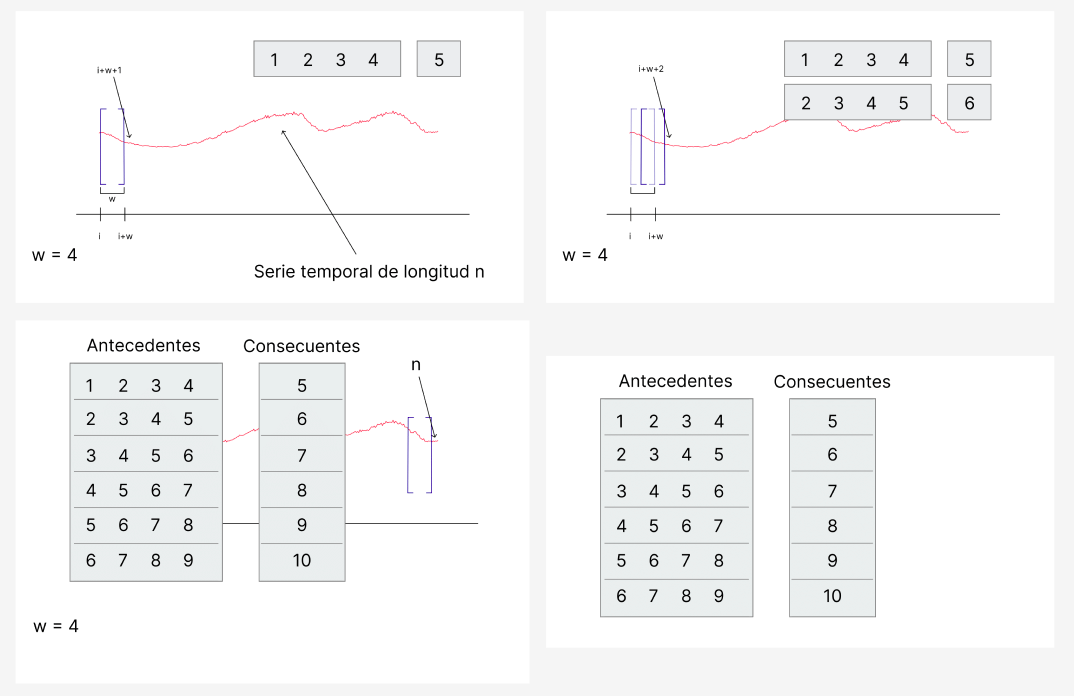 1 2 3 4 5
i+w+1
w
i i+w
w = 4
Serie temporal de longitud n
1 2 3 4 5
i+w+2
2 3 4 5 6
i i+w
w = 4
Antecedentes Consecuentes
n
1 2 3 4 5
2 3 4 5 6
3 4 5 6 7
4 5 6 7 8
5 6 7 8 9
6 7 8 9 10
w = 4
Antecedentes Consecuentes
1 2 3 4 5
2 3 4 5 6
3 4 5 6 7
4 5 6 7 8
5 6 7 8 9
6 7 8 9 10